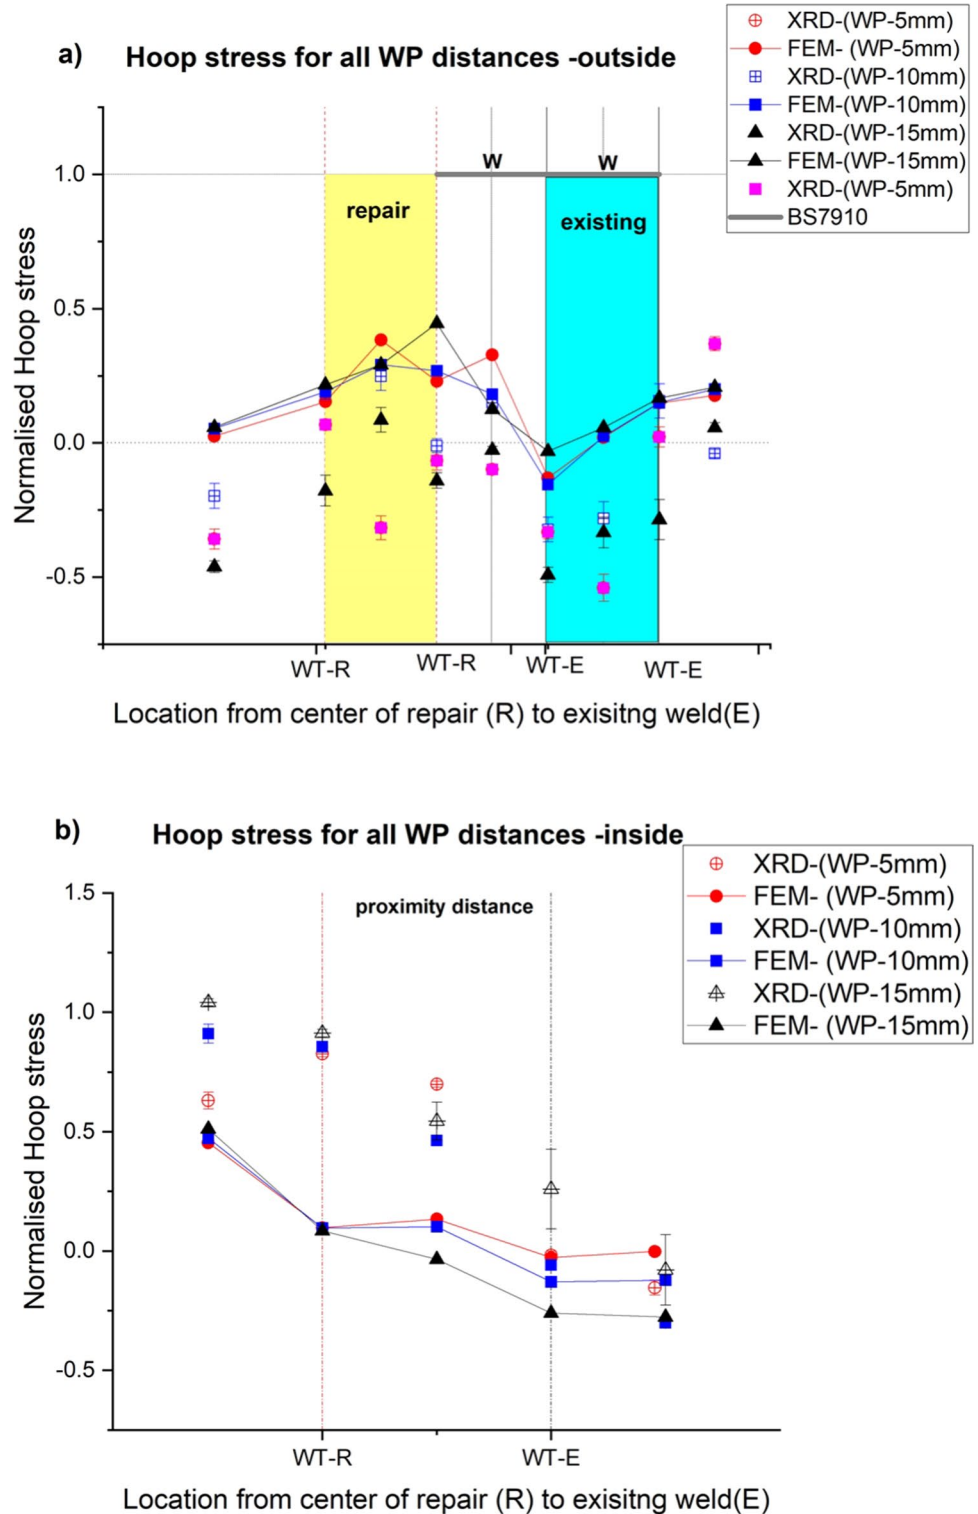 a)
Hoop stress for all WP distances -outside
XRD-(WP-5mm)
FEM- (WP-5mm)
XRD-(WP-10mm)
FEM-(WP-10mm)
XRD-(WP-15mm)
FEM-(WP-15mm)
XRD-(WP-5mm)
BS7910
W
W
1.0
repair
existing
0.5
0.0
-0.5
Normalised Hoop stress
WT-R
WT-R
WT-E
WT-E
Location from center of repair (R) to exisitng weld(E)
b)
Hoop stress for all WP distances -inside
XRD-(WP-5mm)
FEM- (WP-5mm)
XRD-(WP-10mm)
FEM- (WP-10mm)
XRD-(WP-15mm)
FEM- (WP-15mm)
1.5
proximity distance
1.0
0.5
0.0
-0.5
Normalised Hoop stress
WT-R
WT-E
Location from center of repair (R) to exisitng weld(E)